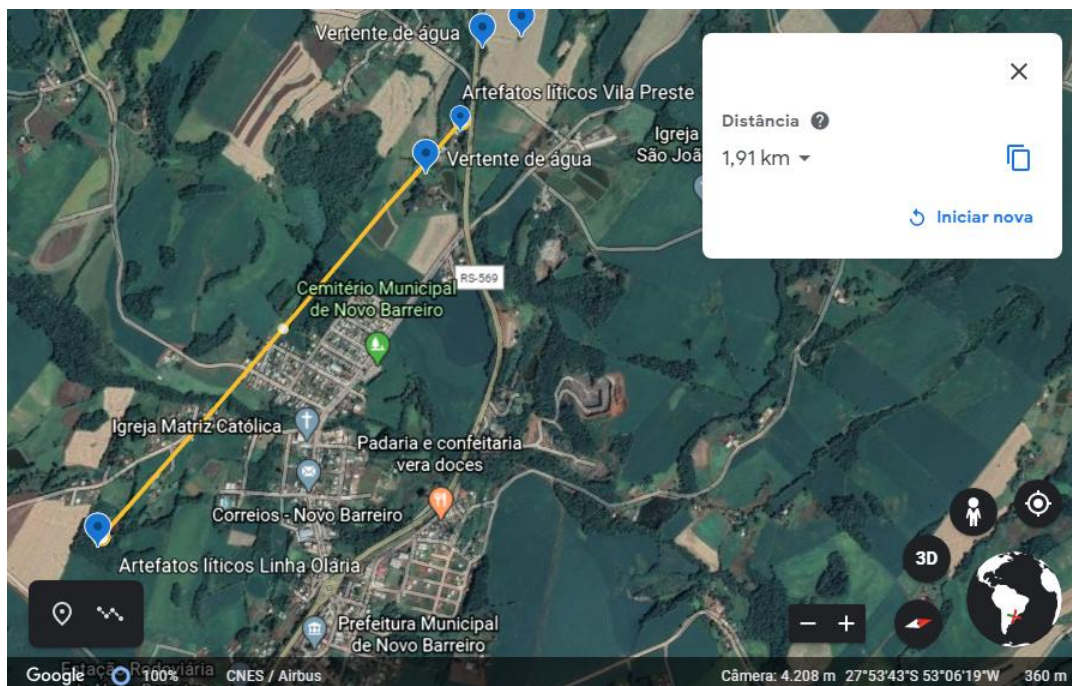 Vertente de água
Artefatos líticos Vila Preste
Vertente de água
Igreja
São Joã
Distância ?
1,91 km
Iniciar nova
RS-569
Cemitério Municipal
de Novo Barreiro
Igreja Matriz Católica
Padaria e confeitaria
vera doces
Correios - Novo Barreiro
Artefatos líticos Linha Olária
Prefeitura Municipal
de Novo Barreiro
3D
Estação Rodoviária
Google
100%
CNES / Airbus
Câmera: 4.208 m 27°53'43"S 53°06'19"W 360 m